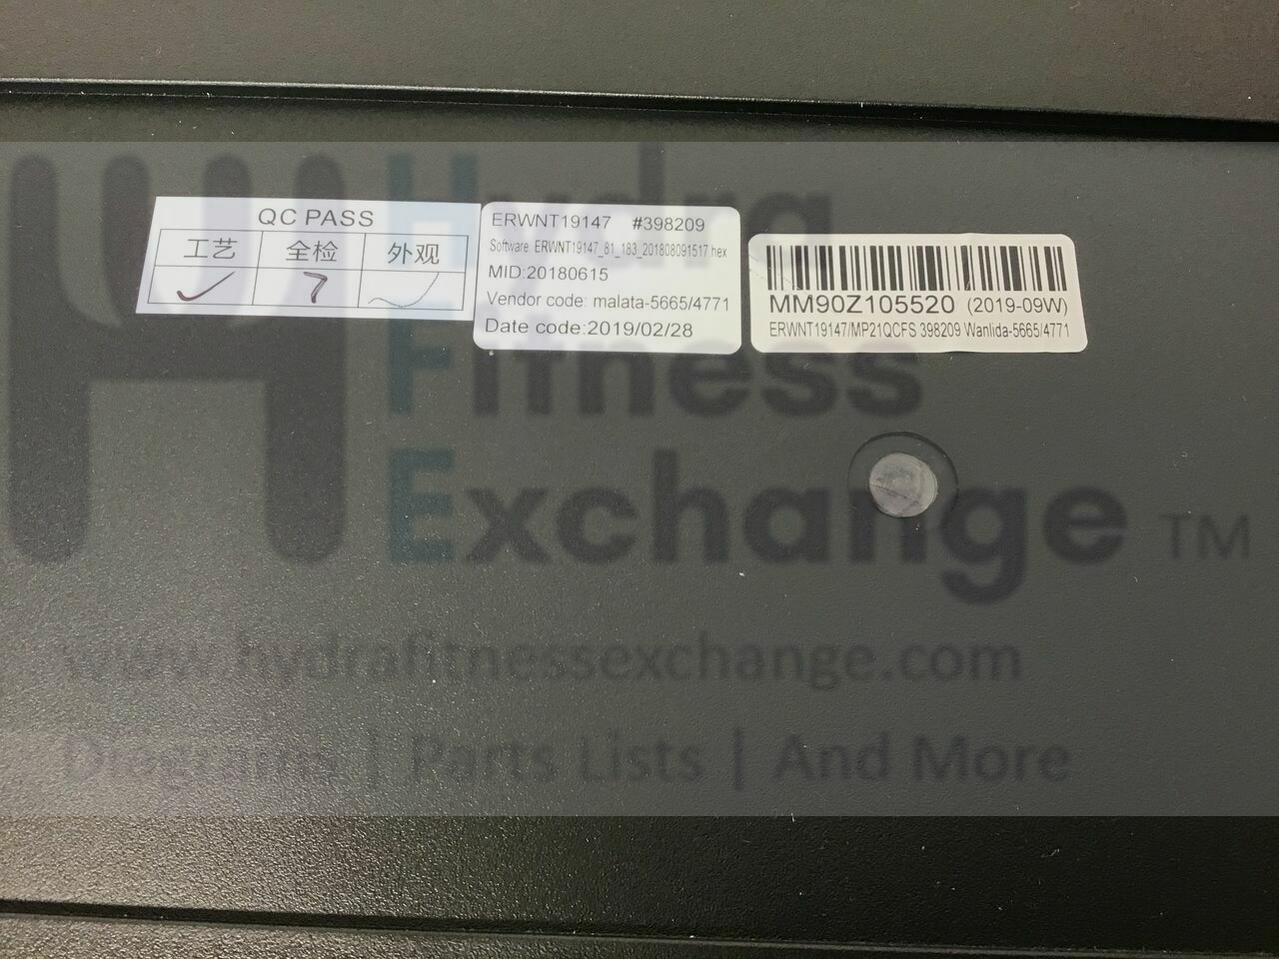 QC PASS
工艺 全检 外观
7
ERWNT19147 #398209
Software ERWNT19147_81_183_201808091517.hex
MID:20180615
Vendor code: malata-5665/4771
Date code:2019/02/28
MM90Z105520 (2019-09W)
ERWNT19147/MP21QCFS 398209 Wanlida-5665/4771
Hydra
Fitness
Exchange TM
www.hydrafitnessexchange.com
Diagrams | Parts Lists | And More